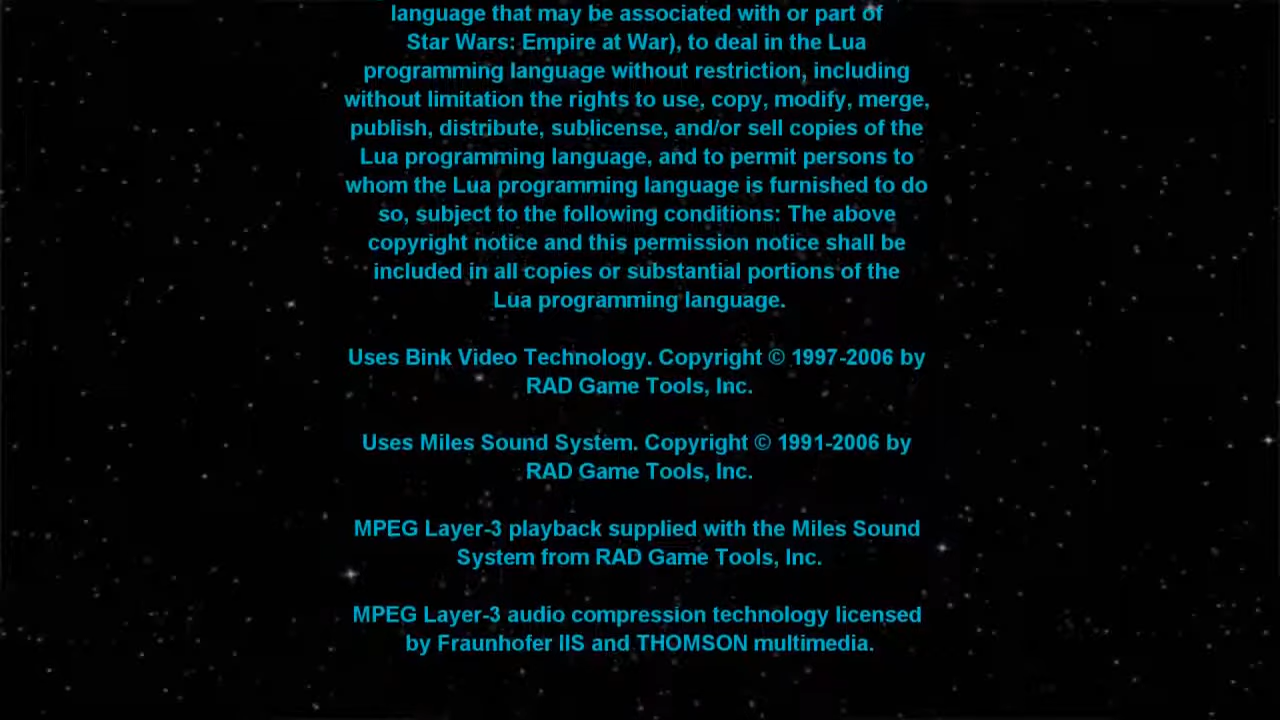 language that may be associated with or part of
Star Wars: Empire at War), to deal in the Lua
programming language without restriction, including
without limitation the rights to use, copy, modify, merge,
publish, distribute, sublicense, and/or sell copies of the
Lua programming language, and to permit persons to
whom the Lua programming language is furnished to do
so, subject to the following conditions: The above
copyright notice and this permission notice shall be
included in all copies or substantial portions of the
Lua programming language.
Uses Bink Video Technology. Copyright © 1997-2006 by
RAD Game Tools, Inc.
Uses Miles Sound System. Copyright © 1991-2006 by
RAD Game Tools, Inc.
MPEG Layer-3 playback supplied with the Miles Sound
System from RAD Game Tools, Inc.
MPEG Layer-3 audio compression technology licensed
by Fraunhofer IIS and THOMSON multimedia.